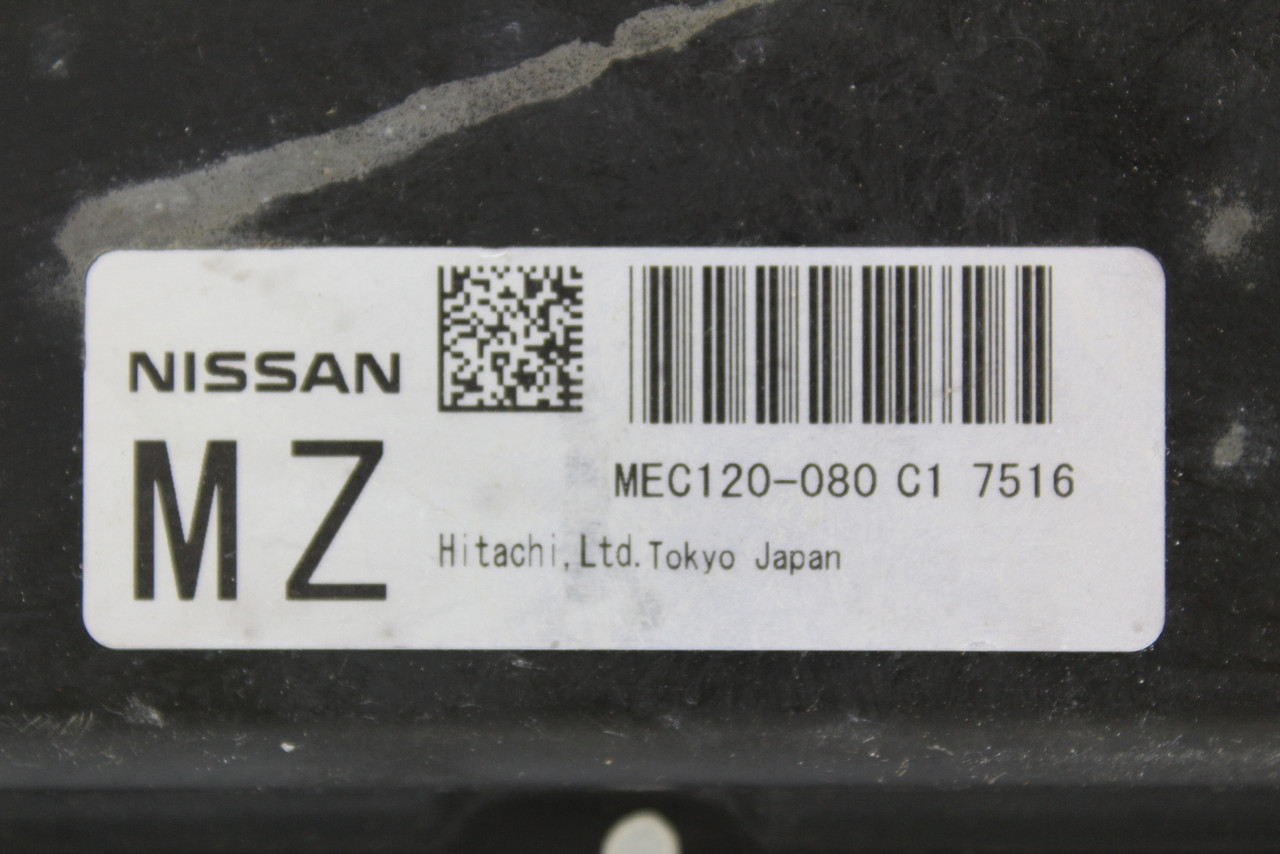 NISSAN
MZ
MEC120-080 C1 7516
Hitachi,Ltd.Tokyo Japan